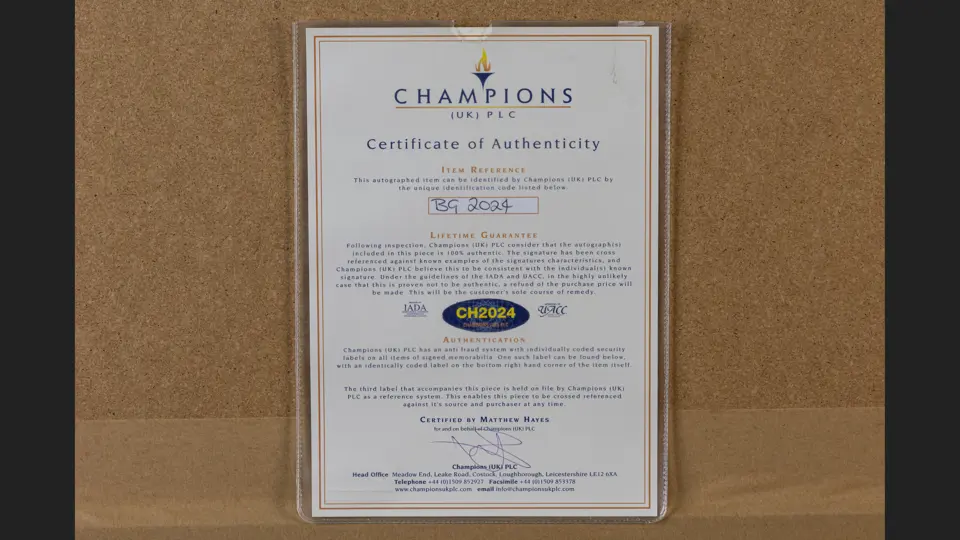 CHAMPIONS
(UK) PLC
Certificate of Authenticity
ITEM REFERENCE
This autographed item can be identified by Champions (UK) PLC by
the unique identification code listed below.
BG 2024
LIFETIME GUARANTEE
Following inspection, Champions (UK) PLC consider that the autograph(s)
included in this piece is 100% authentic. The signature has been cross
referenced against known examples of the signatures characteristics, and
Champions (UK) PLC believe this to be consistent with the individual(s) known
signature. Under the guidelines of the IADA and UACC, in the highly unlikely
case that this is proven not to be authentic, a refund of the purchase price will
be made. This will be the customer's sole course of remedy.
IADA
CH2024
CHAMPIONS (UK) PLC
UACC
AUTHENTICATION
Champions (UK) PLC has an anti fraud system with individually coded security
labels on all items of signed memorabilia. One such label can be found below,
with an identically coded label on the bottom right hand corner of the item itself.
The third label that accompanies this piece is held on file by Champions (UK)
PLC as a reference system. This enables this piece to be crossed referenced
against it's source and purchaser at any time.
CERTIFIED BY MATTHEW HAYES
for and on behalf of Champions (UK) PLC
Champions (UK) PLC
Head Office Meadow End, Leake Road, Costock, Loughborough, Leicestershire LE12 6XA
Telephone +44 (0)1509 852927 Facsimile +44 (0)1509 853378
www.championsukplc.com email info@championsukplc.com